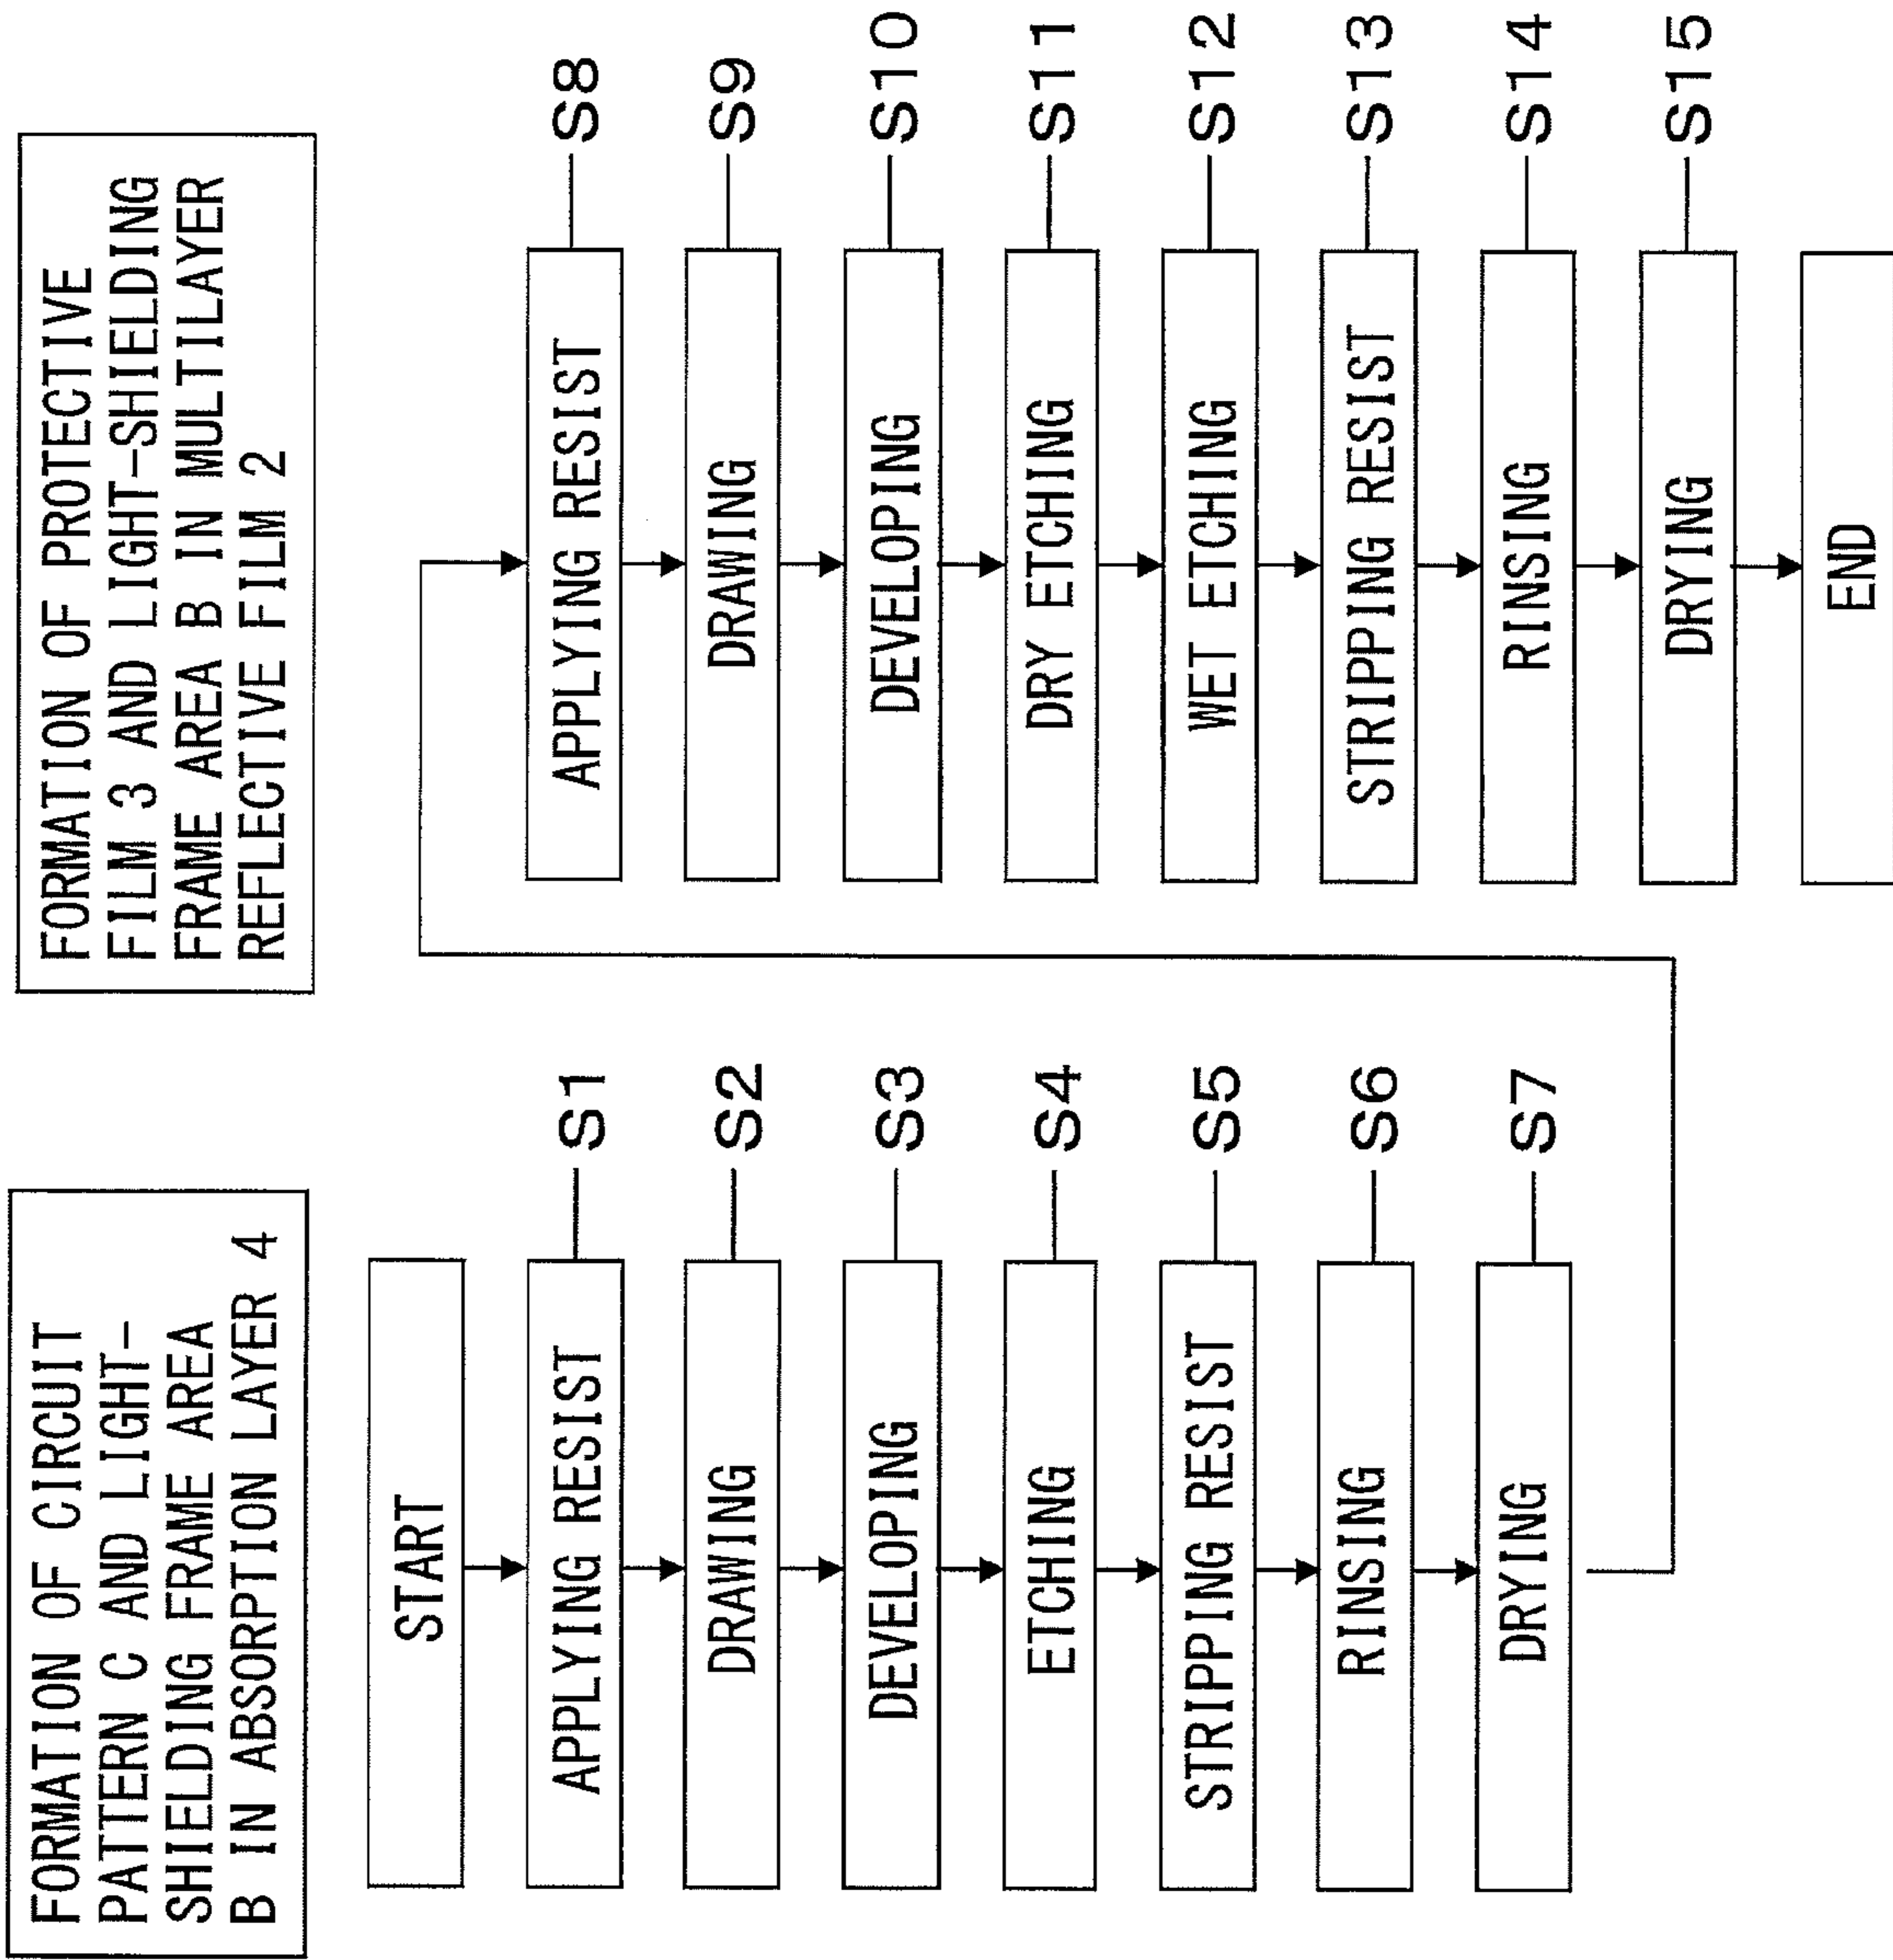 FORMATION OF CIRCUIT
PATTERN C AND LIGHT-
SHIELDING FRAME AREA
B IN ABSORPTION LAYER 4
START
APPLYING RESIST
S1
DRAWING
S2
DEVELOPING
S3
ETCHING
S4
STRIPPING RESIST
S5
RINSING
S6
DRYING
S7
FORMATION OF PROTECTIVE
FILM 3 AND LIGHT-SHIELDING
FRAME AREA B IN MULTILAYER
REFLECTIVE FILM 2
APPLYING RESIST
S8
DRAWING
S9
DEVELOPING
S10
DRY ETCHING
S11
WET ETCHING
S12
STRIPPING RESIST
S13
RINSING
S14
DRYING
S15
END